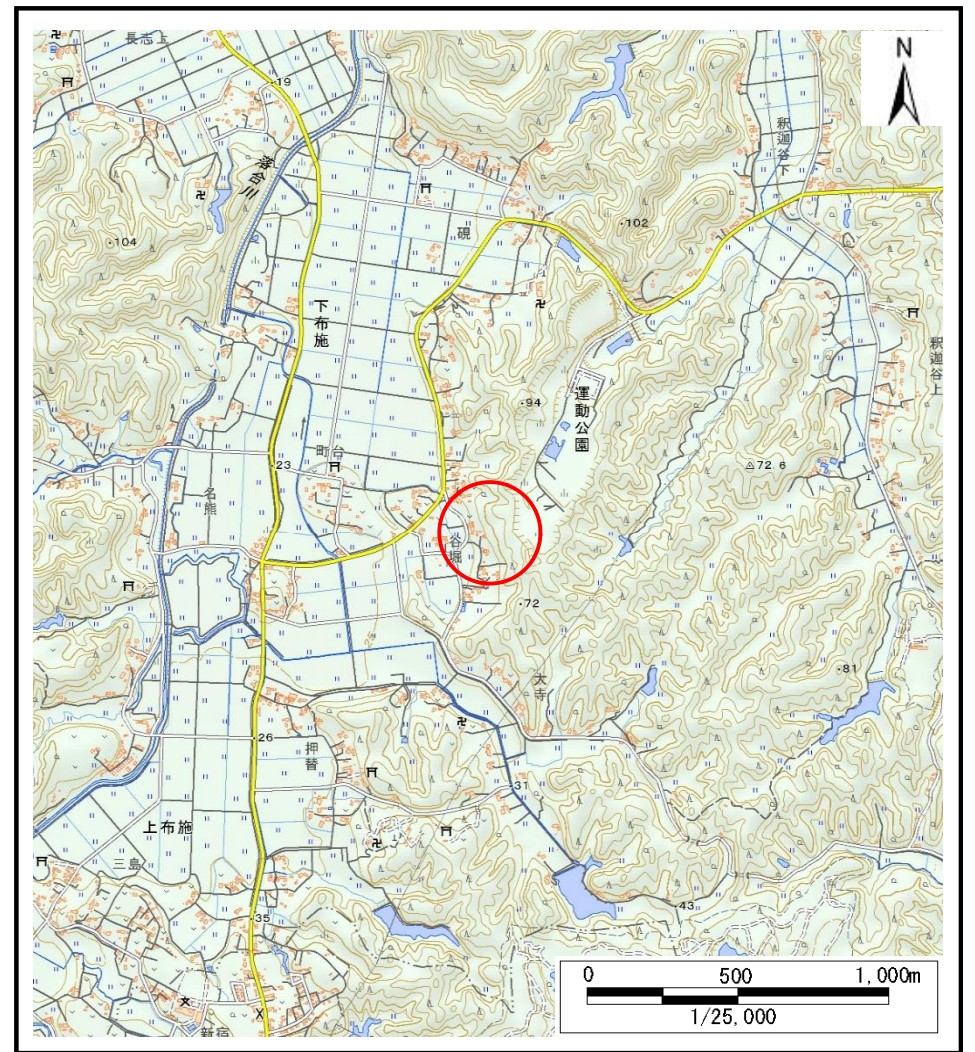 長志上
N
19
落合川
釈迦谷下
104
硯
102
下布施
釈迦谷上
94
運動公園
町台
23
72.6
名熊
谷堀
72
大寺
81
26
押替
31
上布施
三島
43
35
新宿
0 500 1,000m
1/25,000